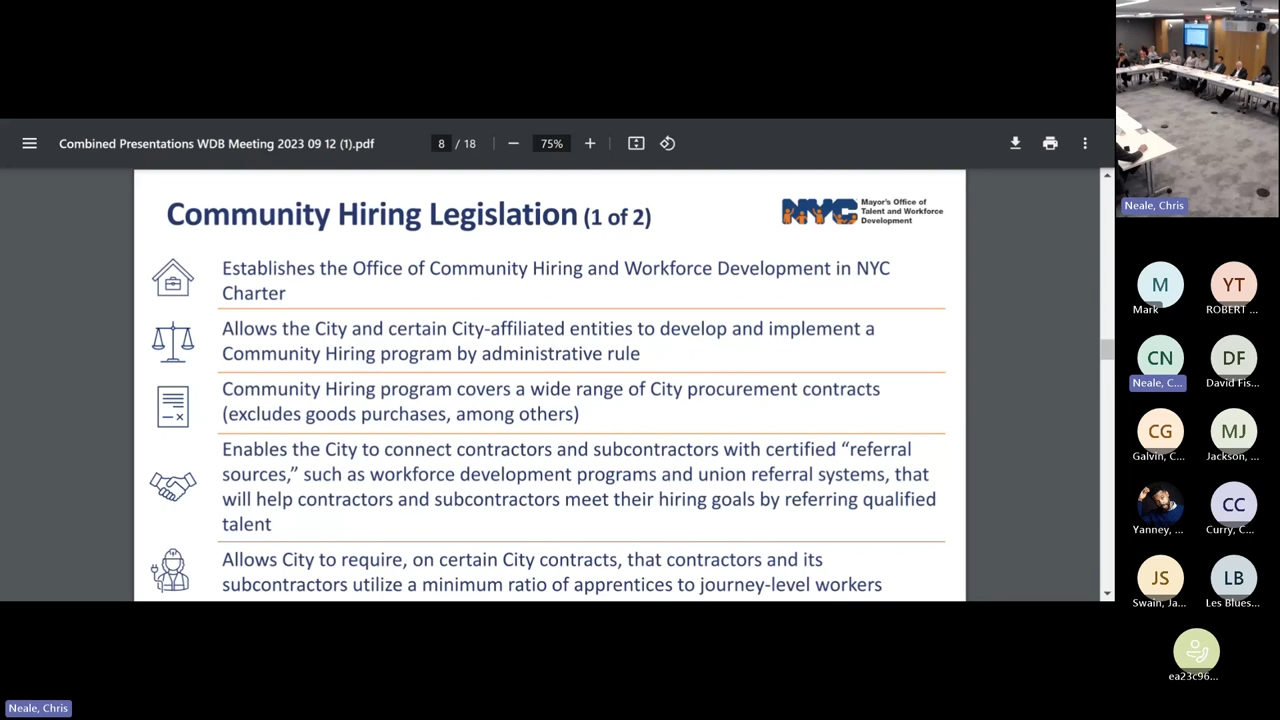 Combined Presentations WDB Meeting 2023 09 12 (1).pdf
8 / 18
75%
Community Hiring Legislation (1 of 2)
NYC
Mayor's Office of
Talent and Workforce
Development
Establishes the Office of Community Hiring and Workforce Development in NYC
Charter
Allows the City and certain City-affiliated entities to develop and implement a
Community Hiring program by administrative rule
Community Hiring program covers a wide range of City procurement contracts
(excludes goods purchases, among others)
Enables the City to connect contractors and subcontractors with certified “referral
sources,” such as workforce development programs and union referral systems, that
will help contractors and subcontractors meet their hiring goals by referring qualified
talent
Allows City to require, on certain City contracts, that contractors and its
subcontractors utilize a minimum ratio of apprentices to journey-level workers
Neale, Chris
M
Mark
YT
ROBERT ...
CN
Neale, C...
DF
David Fis...
CG
Galvin, C...
MJ
Jackson, ...
Yanney, ...
CC
Curry, C...
JS
Swain, Ja...
LB
Les Blues...
ea23c96...
Neale, Chris